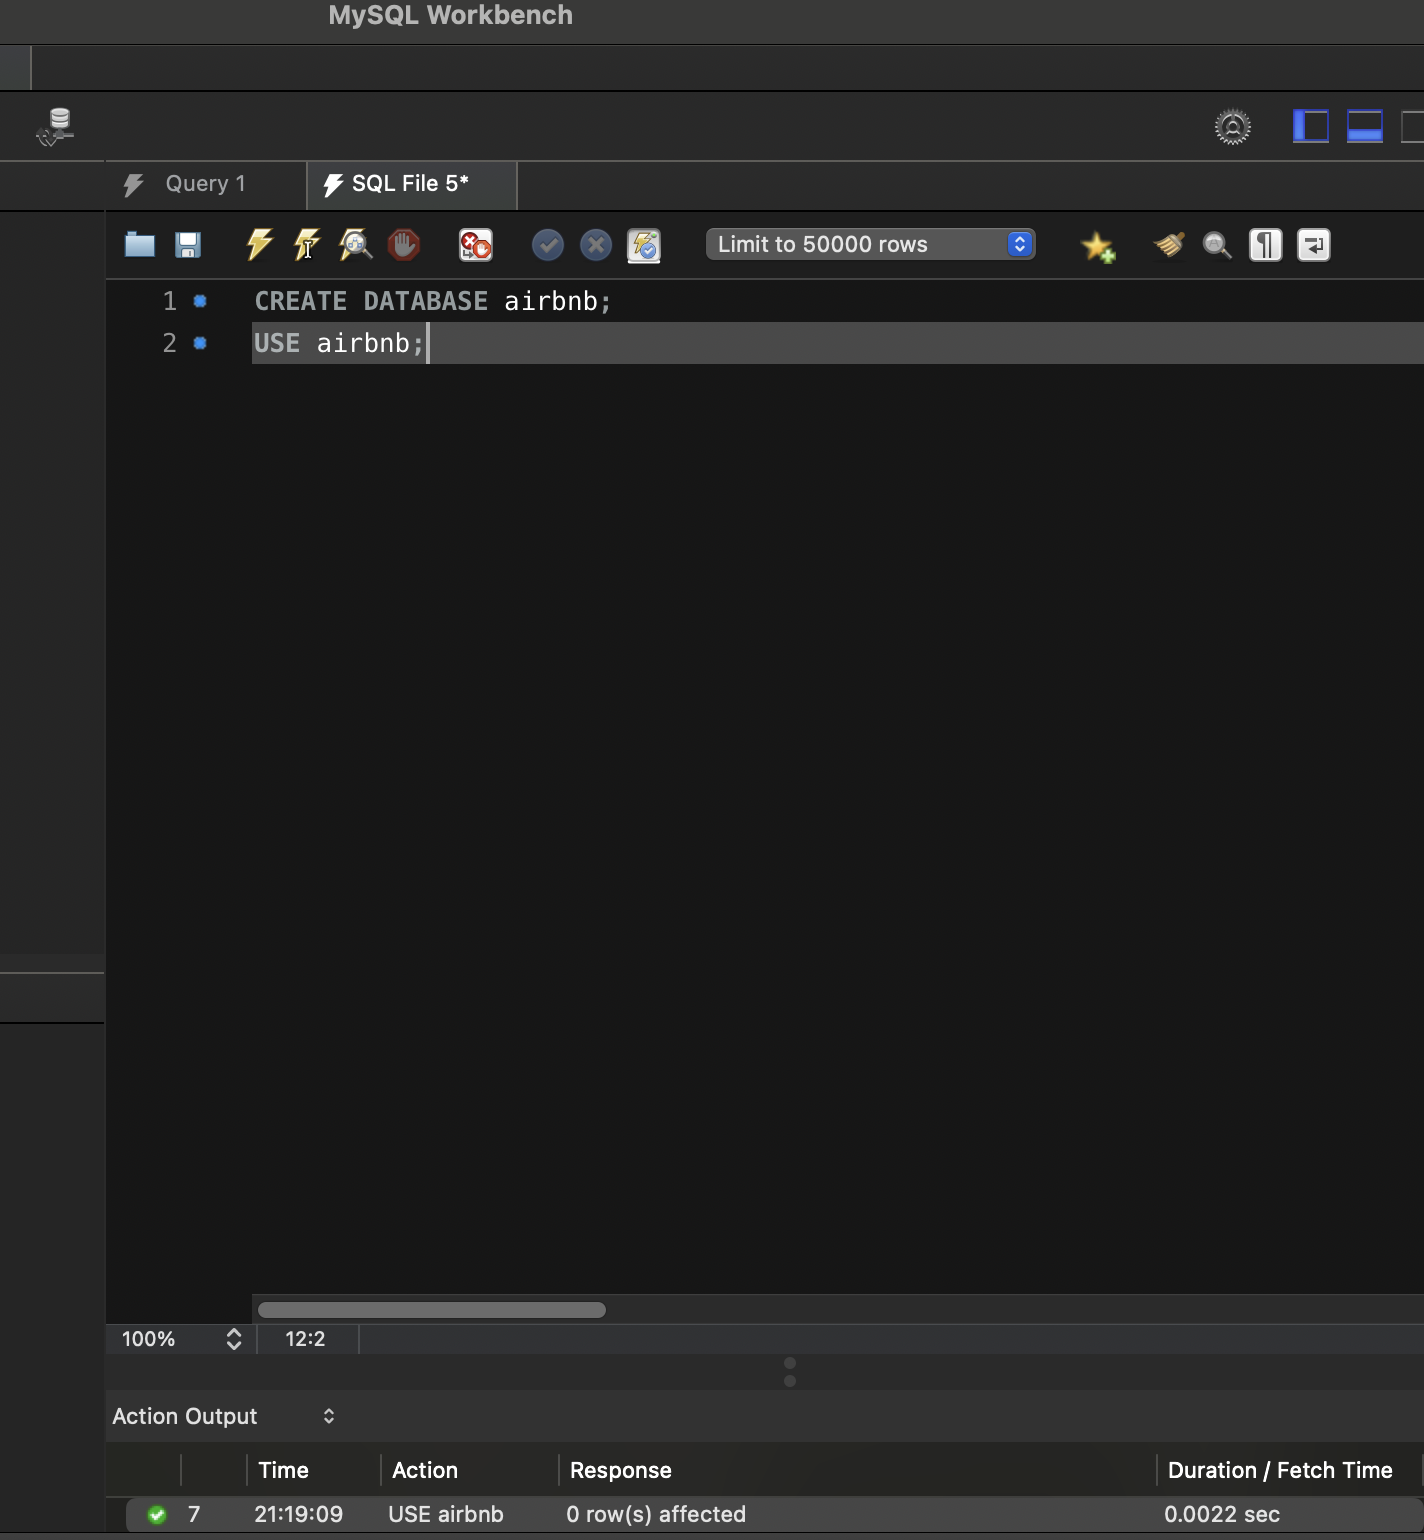 MySQL Workbench
Query 1
SQL File 5*
Limit to 50000 rows
1 CREATE DATABASE airbnb;
2 USE airbnb;
100% 12:2
Action Output
Time Action Response Duration / Fetch Time
7 21:19:09 USE airbnb 0 row(s) affected 0.0022 sec